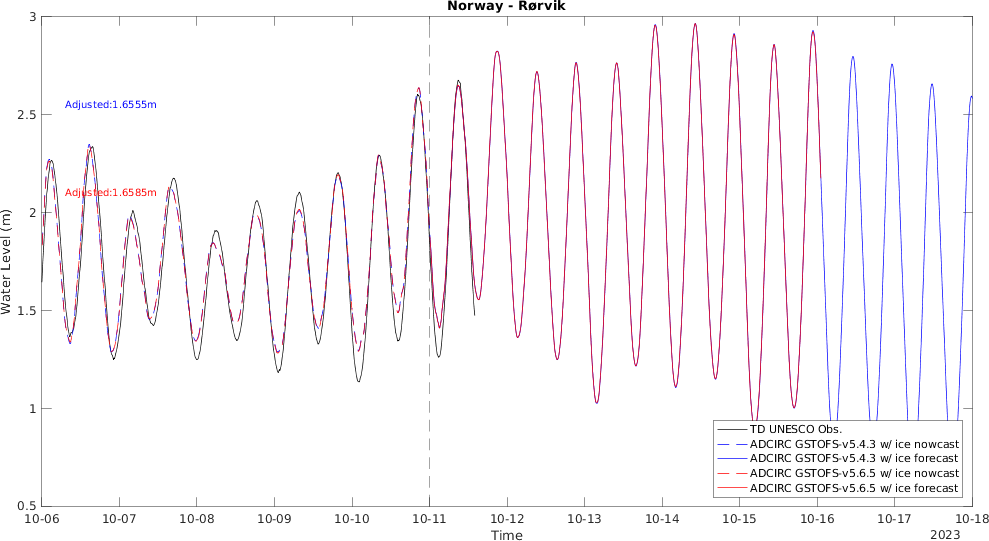 Norway - Rørvik
3
2.5
2
1.5
1
0.5
Water Level (m)
Adjusted:1.6555m
Adjusted:1.6585m
TD UNESCO Obs.
ADCIRC GSTOFS-v5.4.3 w/ ice nowcast
ADCIRC GSTOFS-v5.4.3 w/ ice forecast
ADCIRC GSTOFS-v5.6.5 w/ ice nowcast
ADCIRC GSTOFS-v5.6.5 w/ ice forecast
10-06 10-07 10-08 10-09 10-10 10-11 10-12 10-13 10-14 10-15 10-16 10-17 10-18
Time
2023